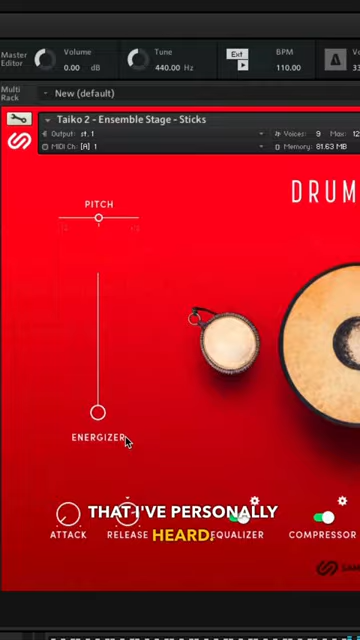 Master
Editor
Volume
0.00 dB
Tune
440.00 Hz
Ext
BPM
110.00
Multi
Rack
New (default)
Taiko 2 - Ensemble Stage - Sticks
Output: st.1
Voices: 9 Max:
MIDI Ch: [A] 1
Memory: 81.63 MB
DRUM
PITCH
ENERGIZER
THAT I'VE PERSONALLY
HEARD.
ATTACK
RELEASE
EQUALIZER
COMPRESSOR